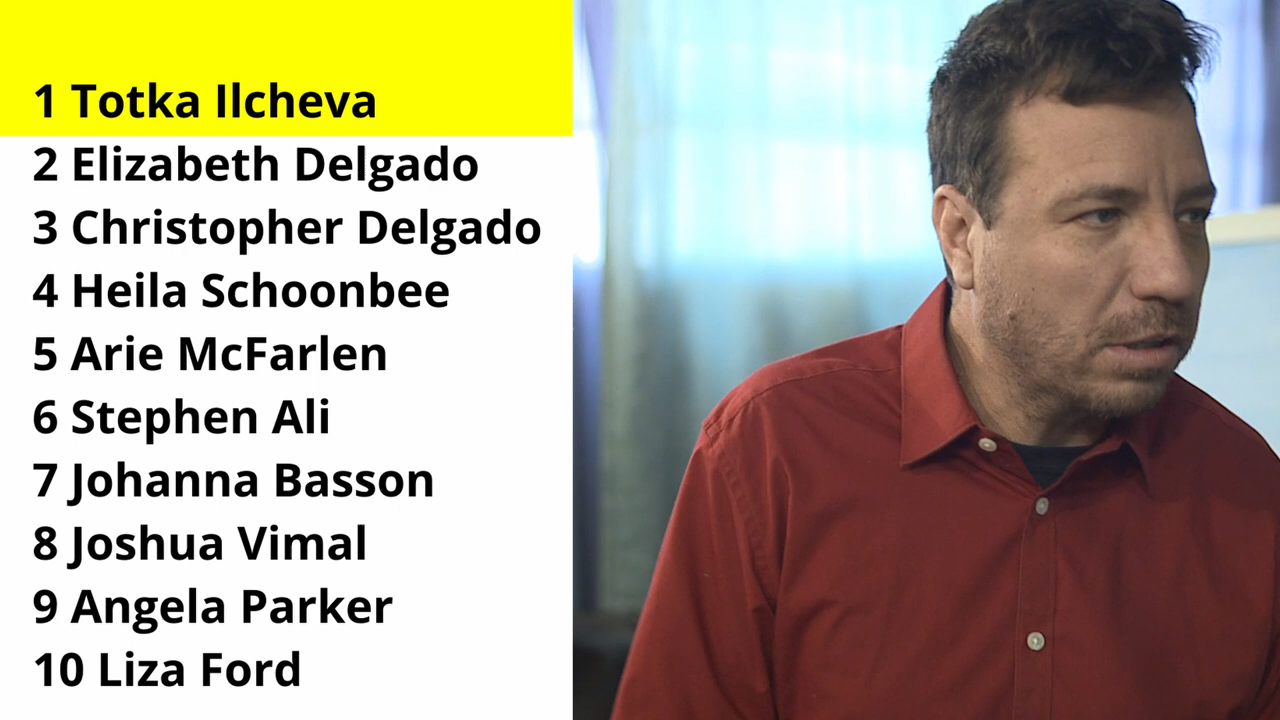 1 Totka Ilcheva
2 Elizabeth Delgado
3 Christopher Delgado
4 Heila Schoonbee
5 Arie McFarlen
6 Stephen Ali
7 Johanna Basson
8 Joshua Vimal
9 Angela Parker
10 Liza Ford